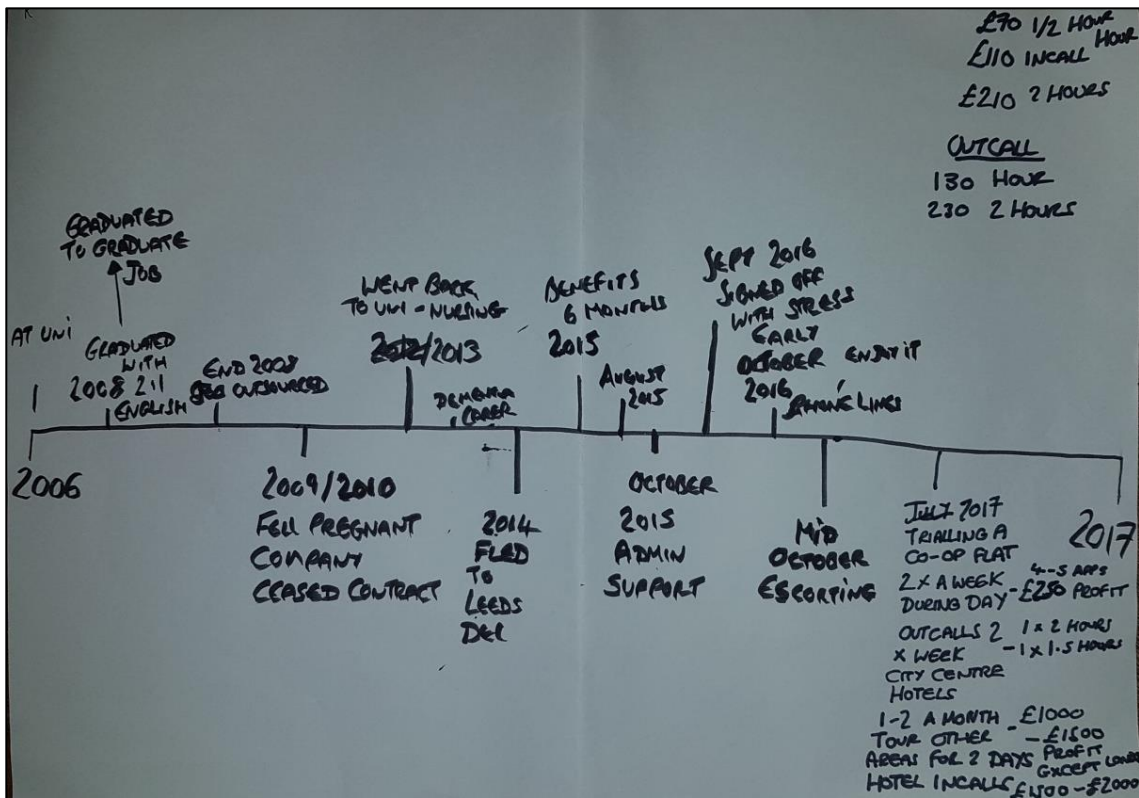 £70 1/2 HOUR
£110 INCALL HOUR
£210 2 HOURS
OUTCALL
130 HOUR
230 2 HOURS
AT UNI
GRADUATED
TO GRADUATE
JOB
GRADUATED
WITH
2008 2:1
ENGLISH
END 2008
JOB OUTSOURCED
WENT BACK
TO UNI - NURSING
2012/2013
DEMENTIA
CARER
BENEFITS
6 MONTHS
2015
AUGUST
2015
SEPT 2016
SIGNED OFF
WITH STRESS
EARLY
OCTOBER
2016
PHONE LINES
2006
2009/2010
FELL PREGNANT
COMPANY
CEASED CONTRACT
2014
FLED
TO
LEEDS
DEC
OCTOBER
2015
ADMIN
SUPPORT
MID
OCTOBER
ESCORTING
JULY 2017
TRIALLING A
CO-OP FLAT
2 X A WEEK 4--5 APPS
DURING DAY - £250 PROFIT
OUTCALLS 2 1 X 2 HOURS
X WEEK - 1 X 1.5 HOURS
CITY CENTRE
HOTELS
1-2 A MONTH - £1000
TOUR OTHER - £1500
AREAS FOR 2 DAYS PROFIT
EXCEPT LONDON
HOTEL INCALLS £1500 - £2000
2017